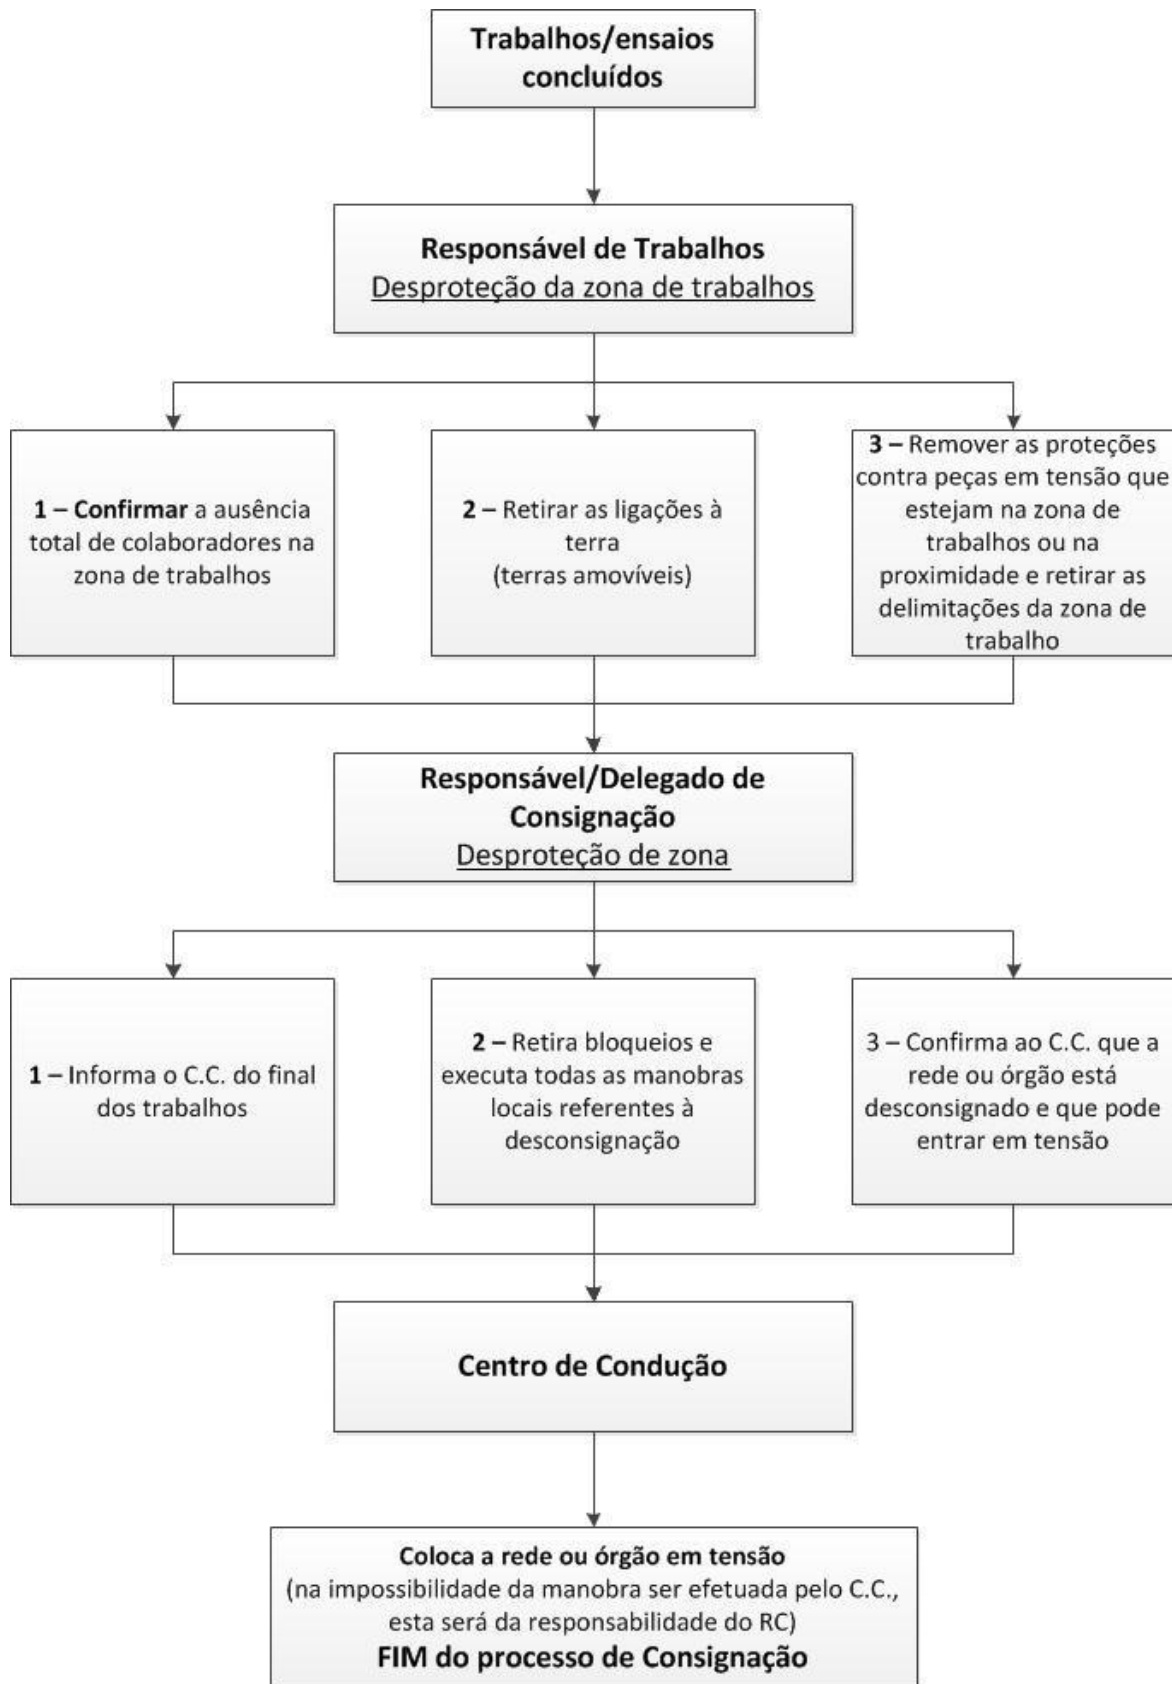 Trabalhos/ensaios
concluídos
Responsável de Trabalhos
Desproteção da zona de trabalhos
1 – Confirmar a ausência
total de colaboradores na
zona de trabalhos
2 – Retirar as ligações à
terra
(terras amovíveis)
3 – Remover as proteções
contra peças em tensão que
estejam na zona de
trabalhos ou na
proximidade e retirar as
delimitações da zona de
trabalho
Responsável/Delegado de
Consignação
Desproteção de zona
1 – Informa o C.C. do final
dos trabalhos
2 – Retira bloqueios e
executa todas as manobras
locais referentes à
desconsignação
3 – Confirma ao C.C. que a
rede ou órgão está
desconsignado e que pode
entrar em tensão
Centro de Condução
Coloca a rede ou órgão em tensão
(na impossibilidade da manobra ser efetuada pelo C.C.,
esta será da responsabilidade do RC)
FIM do processo de Consignação